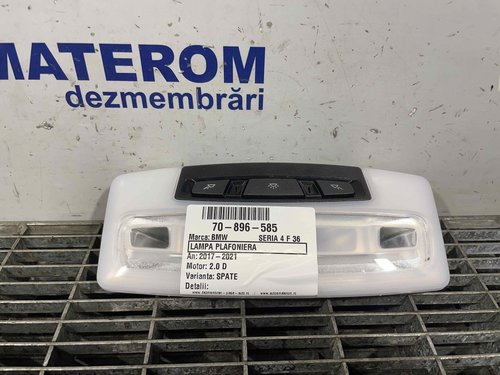 MATEROM
dezmembrări
70-896-585
Marca: BMW SERIA 4 F 36
LAMPA PLAFONIERA
An: 2017-2021
Motor: 2.0 D
Varianta: SPATE
Detalii: